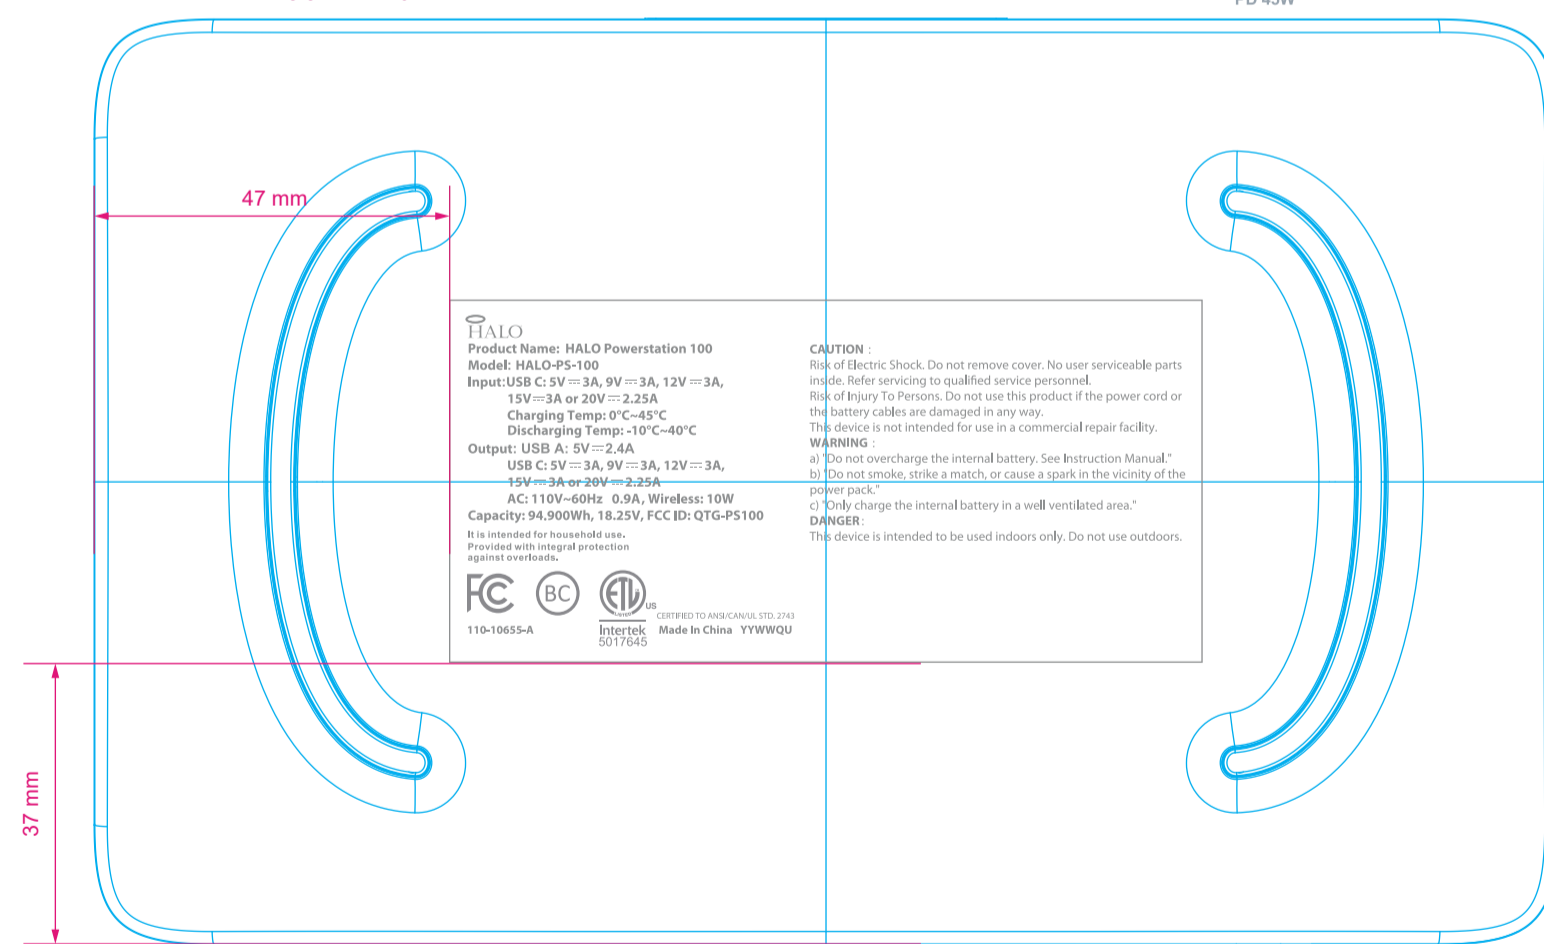 PD 45W
47 mm
HALO
Product Name: HALO Powerstation 100
Model: HALO-PS-100
Input:USB C: 5V⎓3A, 9V⎓3A, 12V⎓3A,
15V⎓3A or 20V⎓2.25A
Charging Temp: 0°C~45°C
Discharging Temp: -10°C~40°C
Output: USB A: 5V⎓2.4A
USB C: 5V⎓3A, 9V⎓3A, 12V⎓3A,
15V⎓3A or 20V⎓2.25A
AC: 110V~60Hz 0.9A, Wireless: 10W
Capacity: 94.900Wh, 18.25V, FCC ID: QTG-PS100
It is intended for household use.
Provided with integral protection
against overloads.
FC BC ETL US
LISTED
CERTIFIED TO ANSI/CAN/UL STD. 2743
110-10655-A Intertek Made In China YYWWQU
5017645
CAUTION :
Risk of Electric Shock. Do not remove cover. No user serviceable parts
inside. Refer servicing to qualified service personnel.
Risk of Injury To Persons. Do not use this product if the power cord or
the battery cables are damaged in any way.
This device is not intended for use in a commercial repair facility.
WARNING :
a) "Do not overcharge the internal battery. See Instruction Manual."
b) "Do not smoke, strike a match, or cause a spark in the vicinity of the
power pack."
c) "Only charge the internal battery in a well ventilated area."
DANGER:
This device is intended to be used indoors only. Do not use outdoors.
37 mm